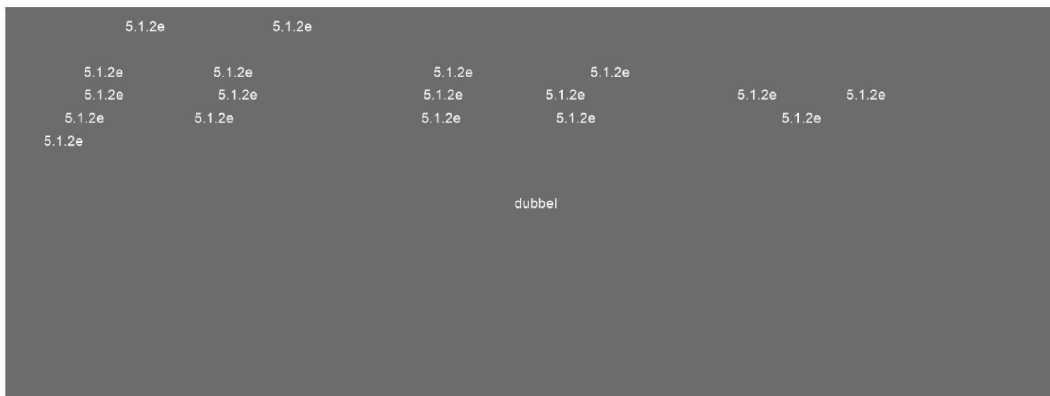 5.1.2e 5.1.2e
5.1.2e 5.1.2e 5.1.2e 5.1.2e
5.1.2e 5.1.2e 5.1.2e 5.1.2e 5.1.2e 5.1.2e
5.1.2e 5.1.2e 5.1.2e 5.1.2e 5.1.2e
5.1.2e
dubbel